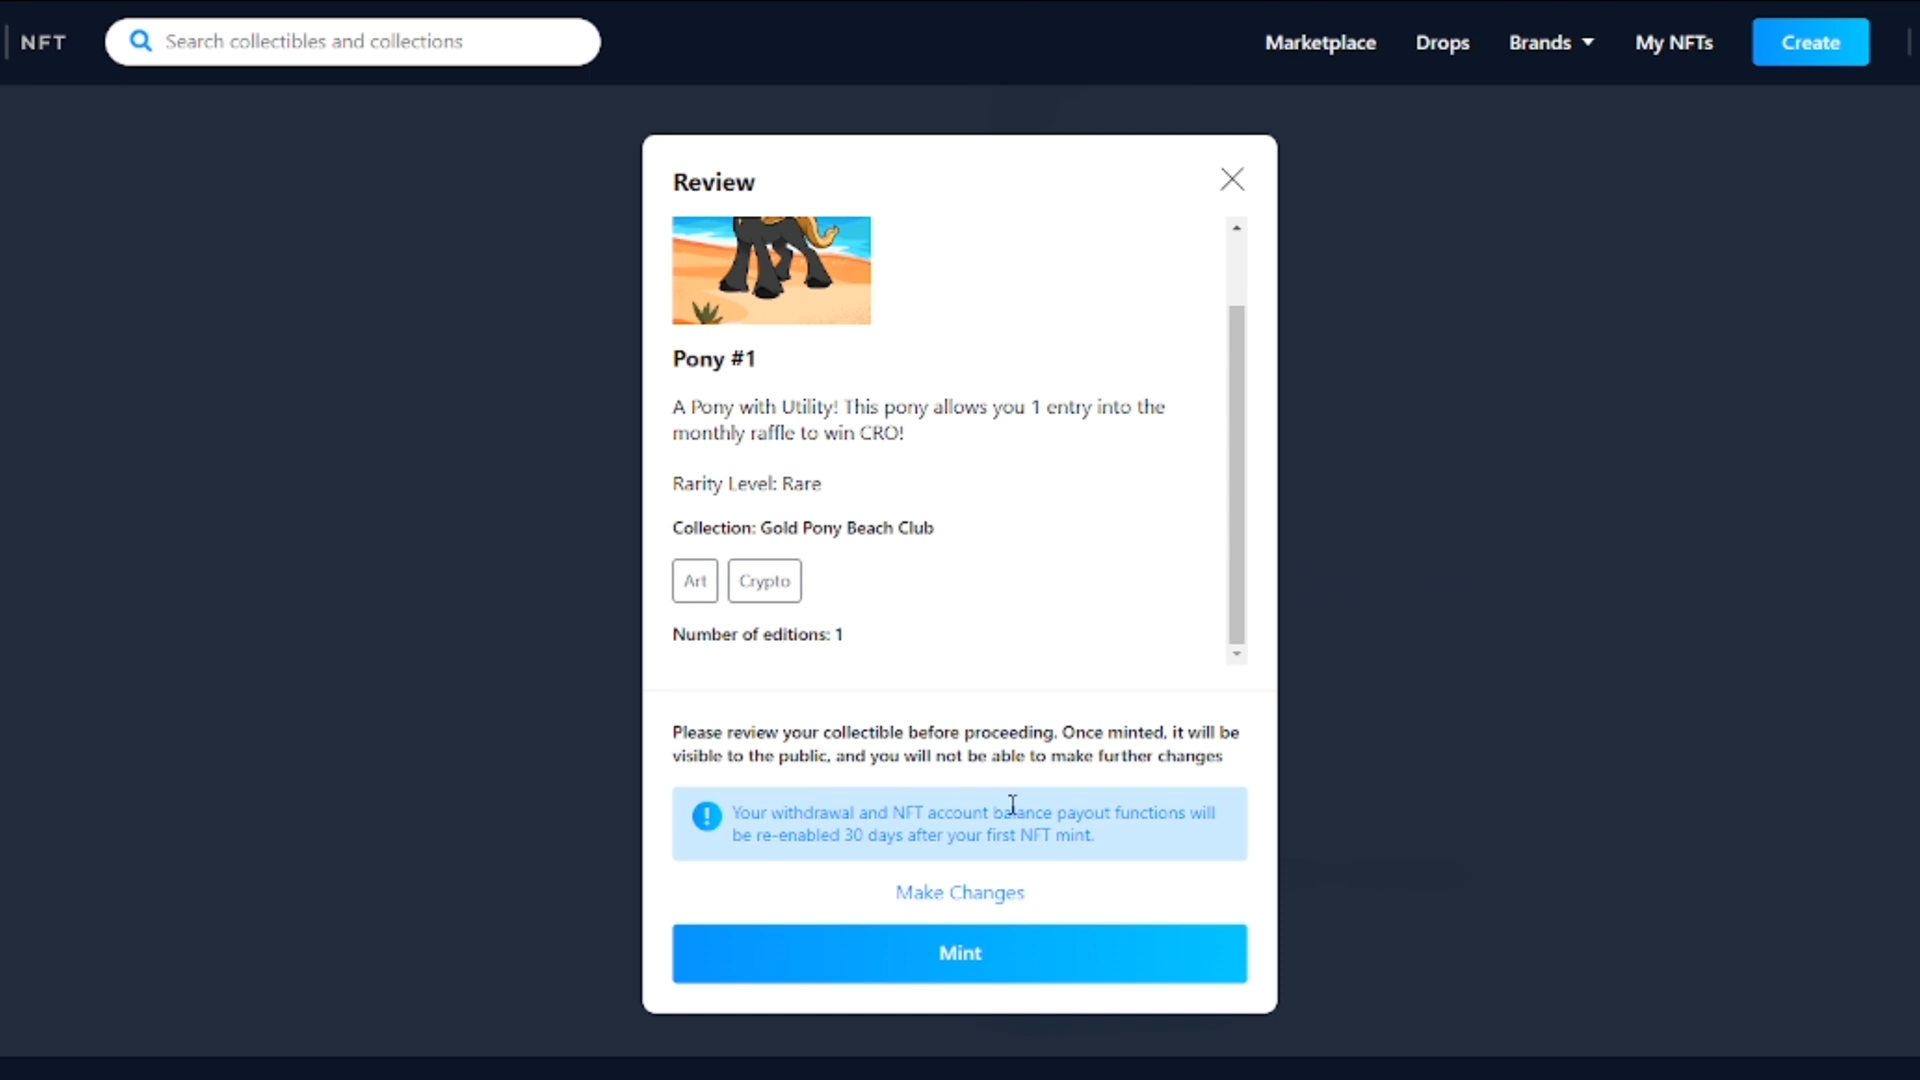 NFT
Search collectibles and collections
Marketplace
Drops
Brands
My NFTs
Create
Review
Pony #1
A Pony with Utility! This pony allows you 1 entry into the
monthly raffle to win CRO!
Rarity Level: Rare
Collection: Gold Pony Beach Club
Art
Crypto
Number of editions: 1
Please review your collectible before proceeding. Once minted, it will be
visible to the public, and you will not be able to make further changes
Your withdrawal and NFT account balance payout functions will
be re-enabled 30 days after your first NFT mint.
Make Changes
Mint